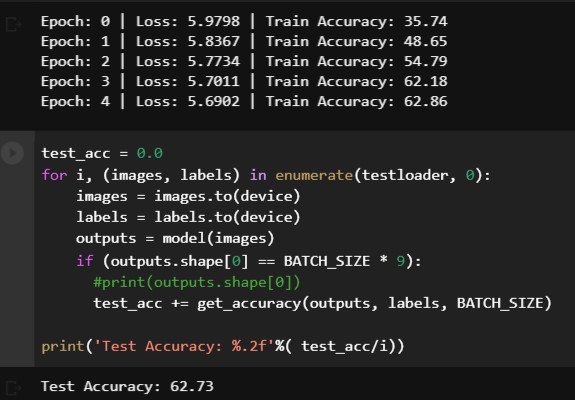 Epoch: 0 | Loss: 5.9798 | Train Accuracy: 35.74
Epoch: 1 | Loss: 5.8367 | Train Accuracy: 48.65
Epoch: 2 | Loss: 5.7734 | Train Accuracy: 54.79
Epoch: 3 | Loss: 5.7011 | Train Accuracy: 62.18
Epoch: 4 | Loss: 5.6902 | Train Accuracy: 62.86
test_acc = 0.0
for i, (images, labels) in enumerate(testloader, 0):
    images = images.to(device)
    labels = labels.to(device)
    outputs = model(images)
    if (outputs.shape[0] == BATCH_SIZE * 9):
      #print(outputs.shape[0])
      test_acc += get_accuracy(outputs, labels, BATCH_SIZE)
print('Test Accuracy: %.2f'%( test_acc/i))
Test Accuracy: 62.73